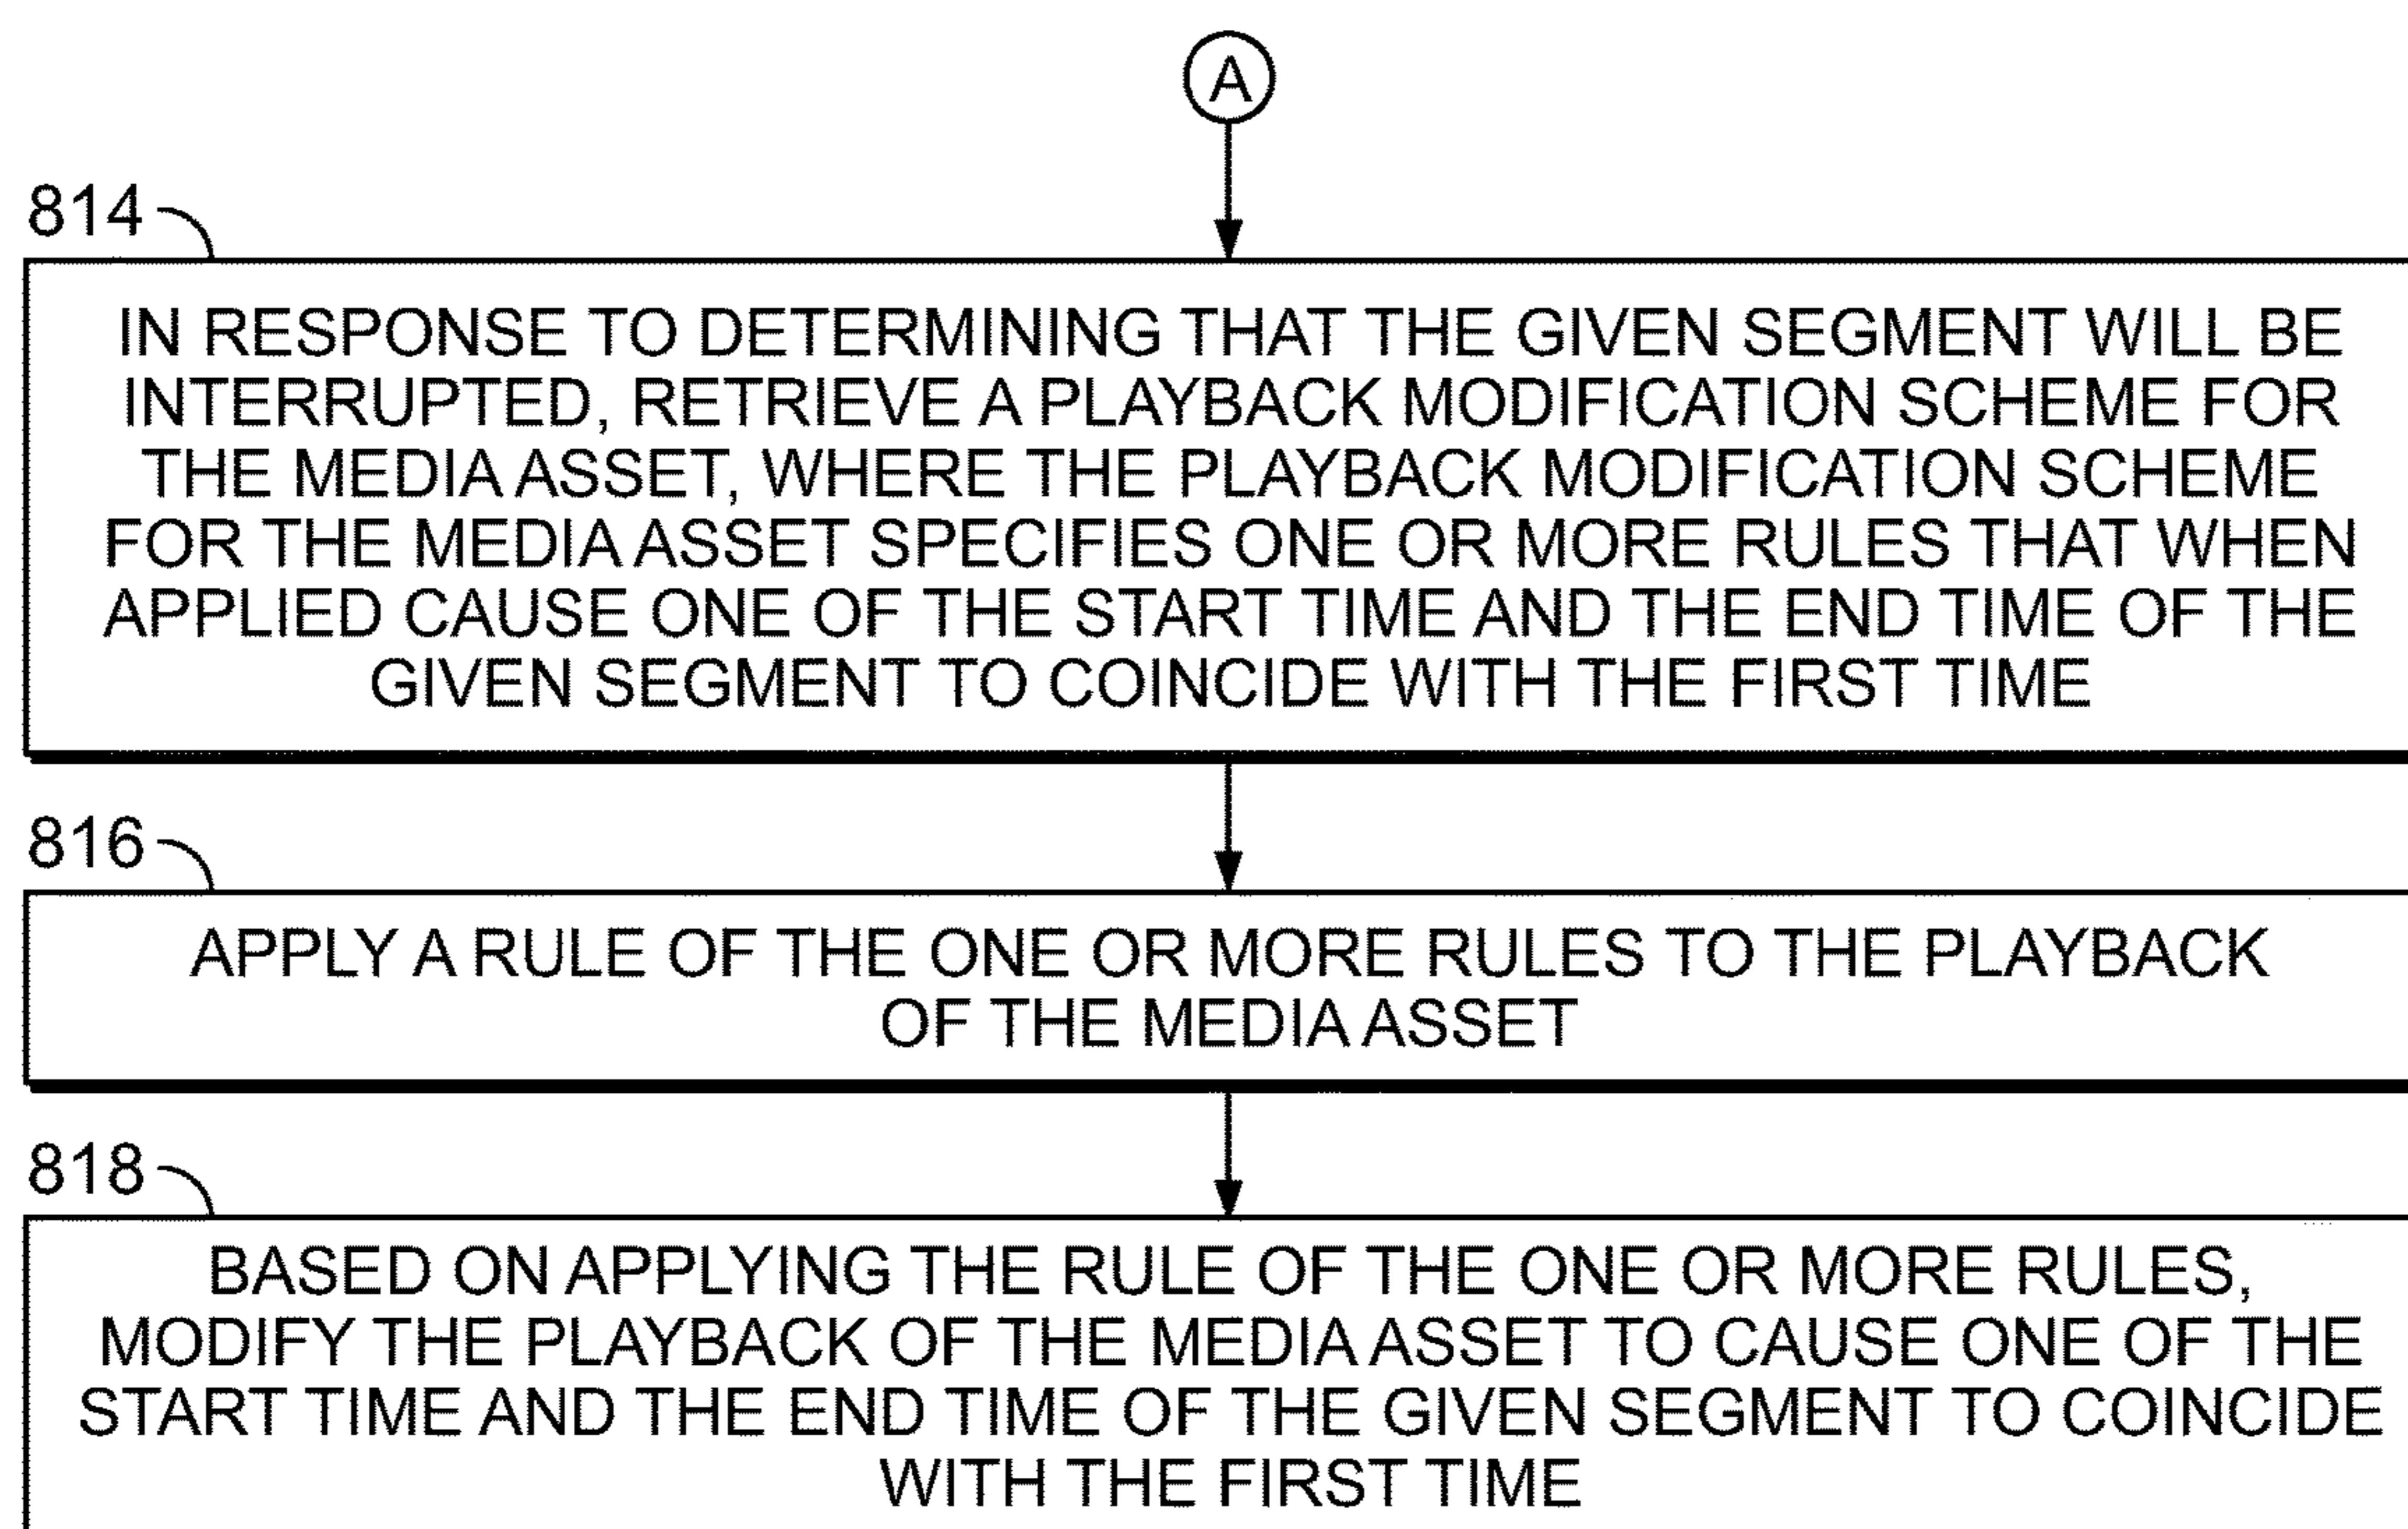 A
814
IN RESPONSE TO DETERMINING THAT THE GIVEN SEGMENT WILL BE
INTERRUPTED, RETRIEVE A PLAYBACK MODIFICATION SCHEME FOR
THE MEDIA ASSET, WHERE THE PLAYBACK MODIFICATION SCHEME
FOR THE MEDIA ASSET SPECIFIES ONE OR MORE RULES THAT WHEN
APPLIED CAUSE ONE OF THE START TIME AND THE END TIME OF THE
GIVEN SEGMENT TO COINCIDE WITH THE FIRST TIME
816
APPLY A RULE OF THE ONE OR MORE RULES TO THE PLAYBACK
OF THE MEDIA ASSET
818
BASED ON APPLYING THE RULE OF THE ONE OR MORE RULES,
MODIFY THE PLAYBACK OF THE MEDIA ASSET TO CAUSE ONE OF THE
START TIME AND THE END TIME OF THE GIVEN SEGMENT TO COINCIDE
WITH THE FIRST TIME